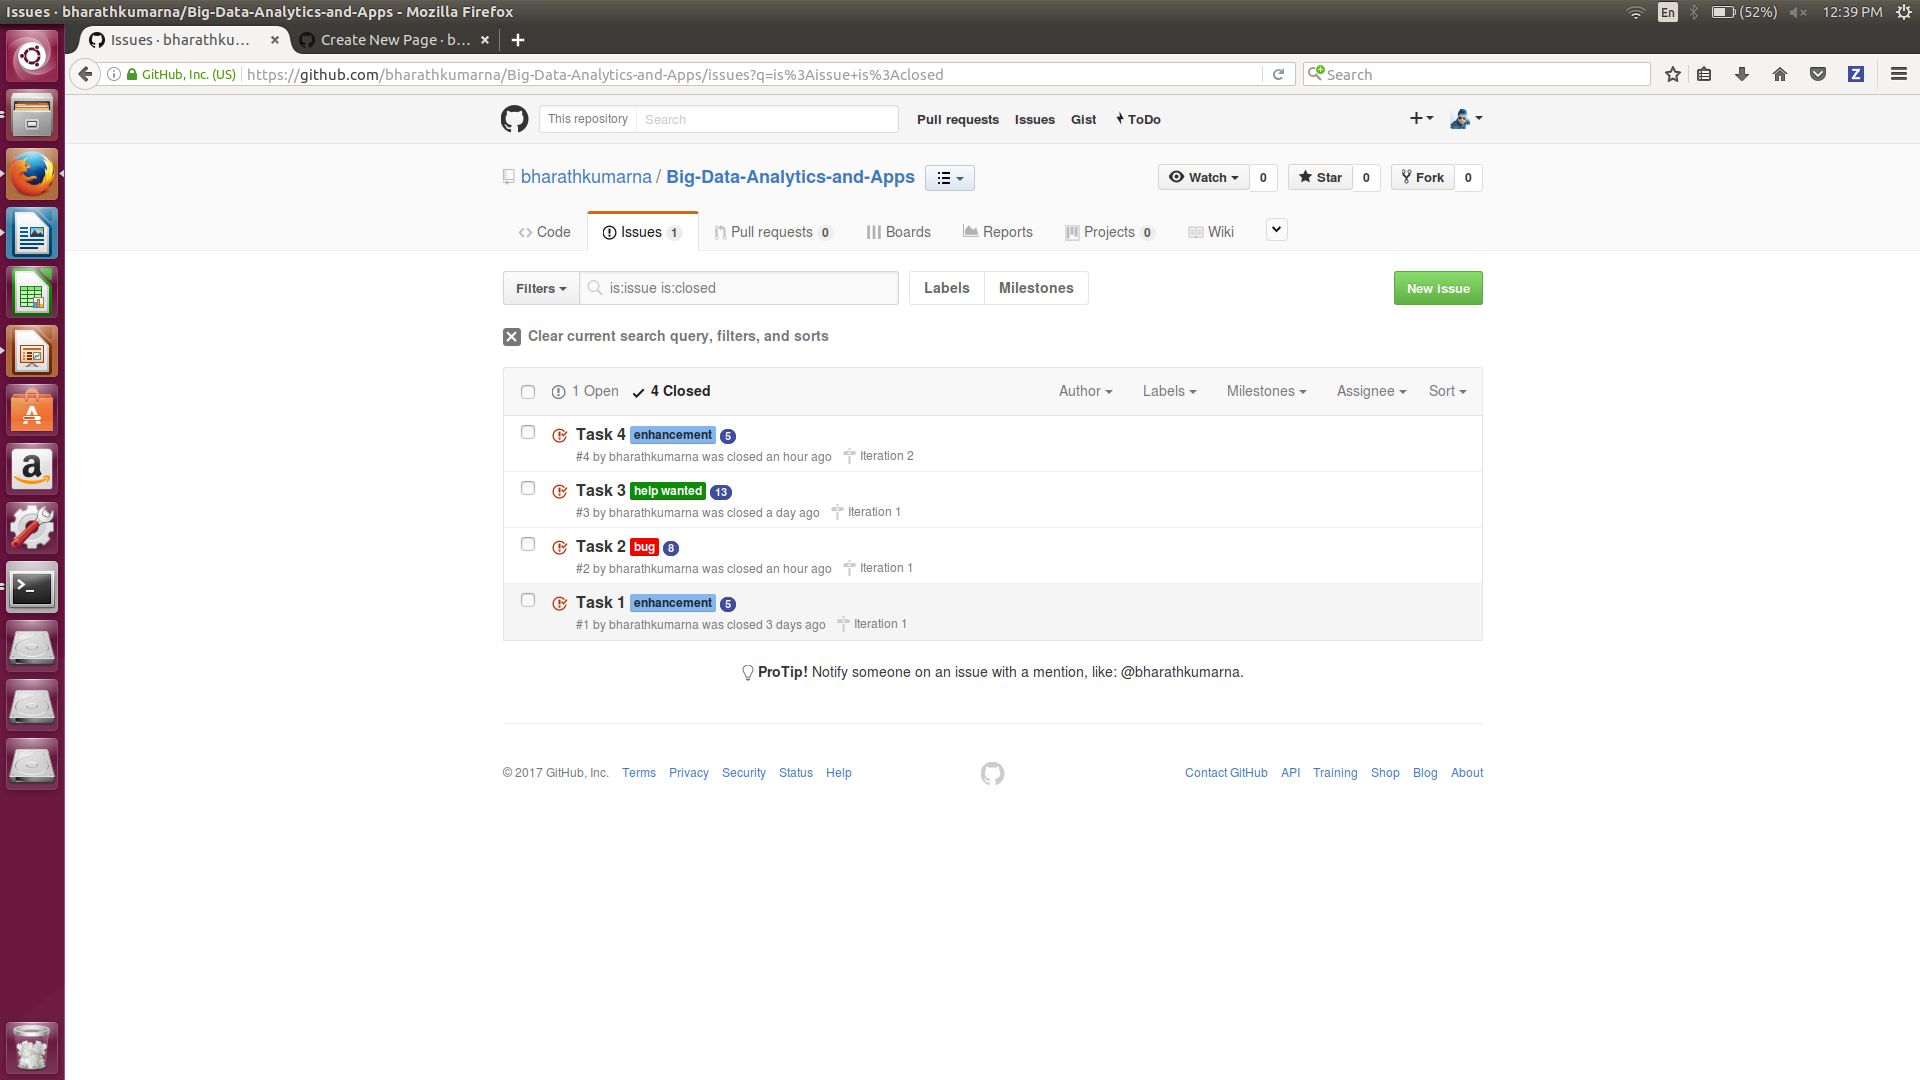 Issues · bharathkumarna/Big-Data-Analytics-and-Apps - Mozilla Firefox
En (52%) 12:39 PM
Issues · bharathku... × Create New Page · b... × +
GitHub, Inc. (US) https://github.com/bharathkumarna/Big-Data-Analytics-and-Apps/issues?q=is%3Aissue+is%3Aclosed Search Z
This repository Search Pull requests Issues Gist ToDo
bharathkumarna / Big-Data-Analytics-and-Apps Watch 0 Star 0 Fork 0
Code Issues 1 Pull requests 0 Boards Reports Projects 0 Wiki
Filters is:issue is:closed Labels Milestones New issue
Clear current search query, filters, and sorts
1 Open 4 Closed Author Labels Milestones Assignee Sort
Task 4 enhancement 5
#4 by bharathkumarna was closed an hour ago Iteration 2
Task 3 help wanted 13
#3 by bharathkumarna was closed a day ago Iteration 1
Task 2 bug 8
#2 by bharathkumarna was closed an hour ago Iteration 1
Task 1 enhancement 5
#1 by bharathkumarna was closed 3 days ago Iteration 1
ProTip! Notify someone on an issue with a mention, like: @bharathkumarna.
© 2017 GitHub, Inc. Terms Privacy Security Status Help Contact GitHub API Training Shop Blog About